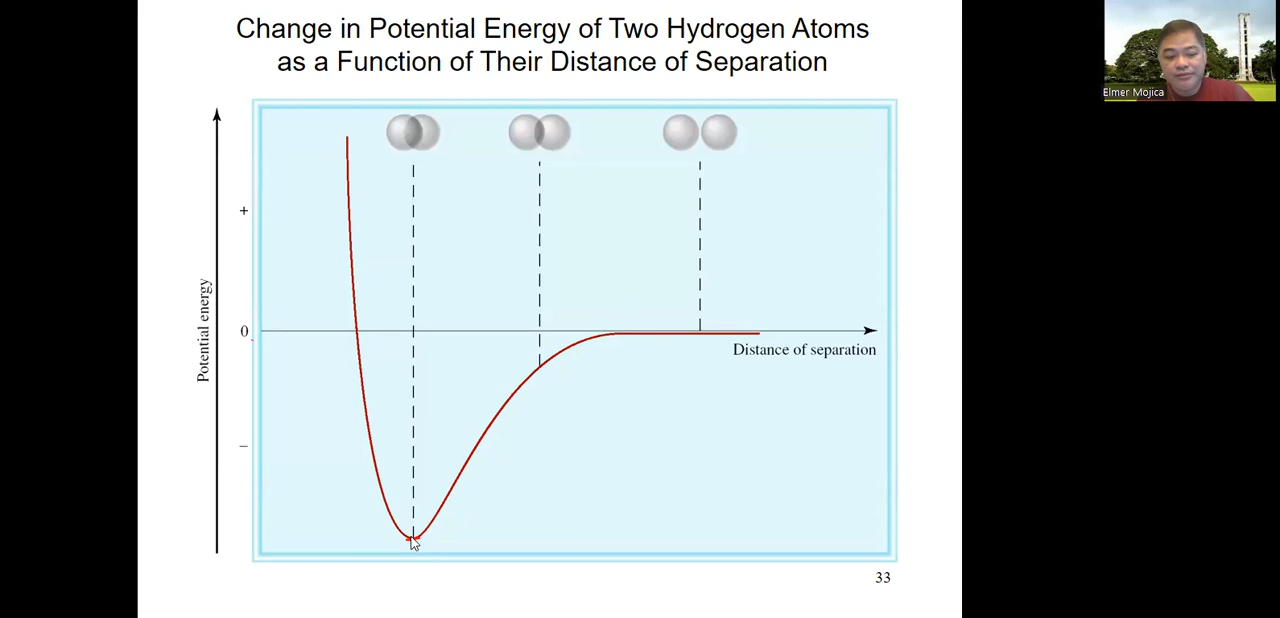 Change in Potential Energy of Two Hydrogen Atoms
as a Function of Their Distance of Separation
Elmer Mojica
+
0
–
Potential energy
Distance of separation
33